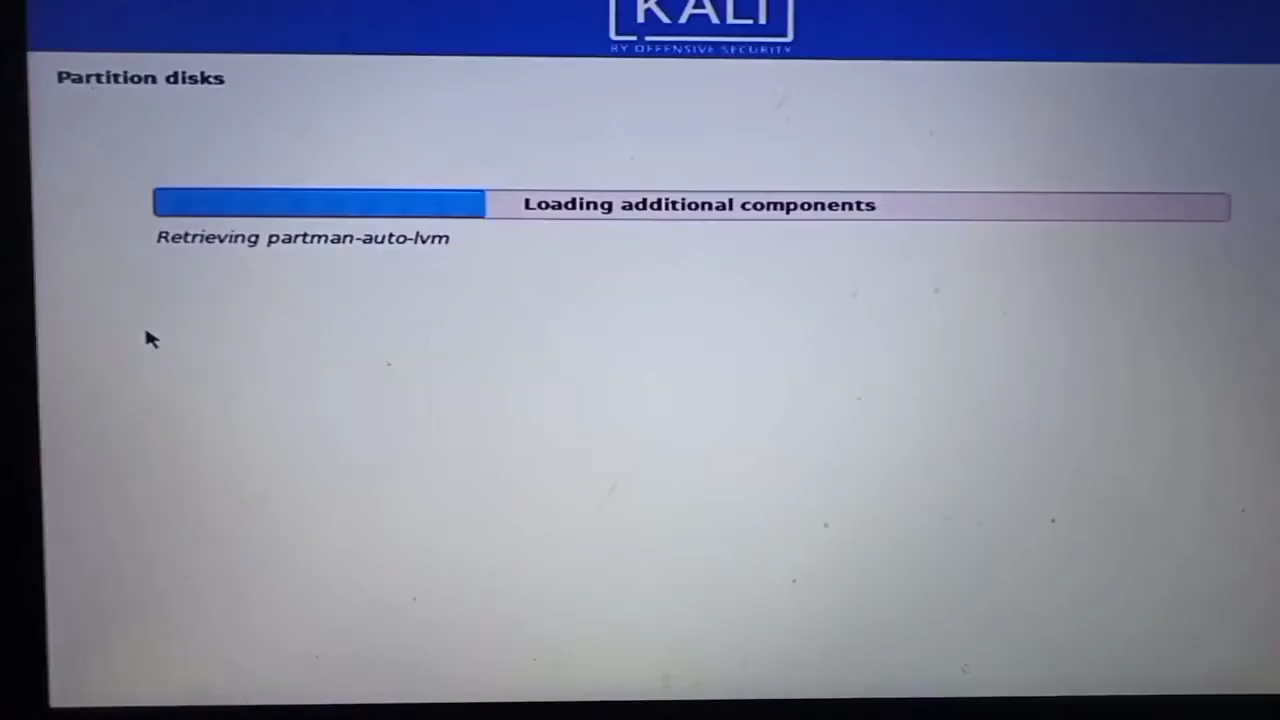 KALI
BY OFFENSIVE SECURITY
Partition disks
Loading additional components
Retrieving partman-auto-lvm